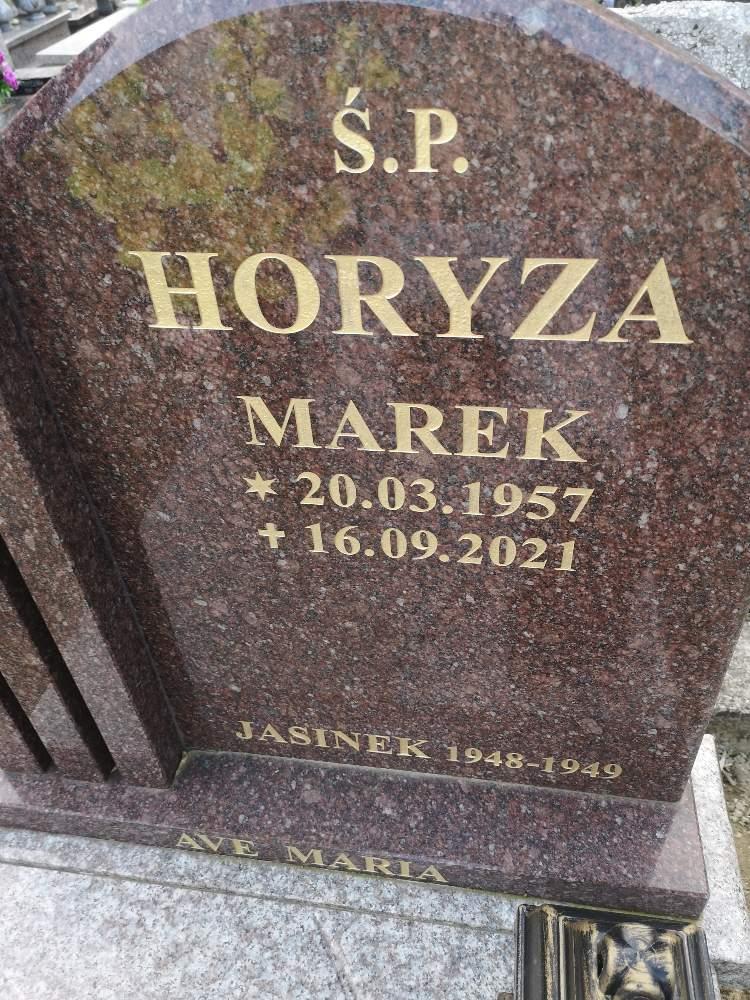 Ś.P.
HORYZA
MAREK
✶ 20.03.1957
✝ 16.09.2021
JASINEK 1948-1949
AVE MARIA